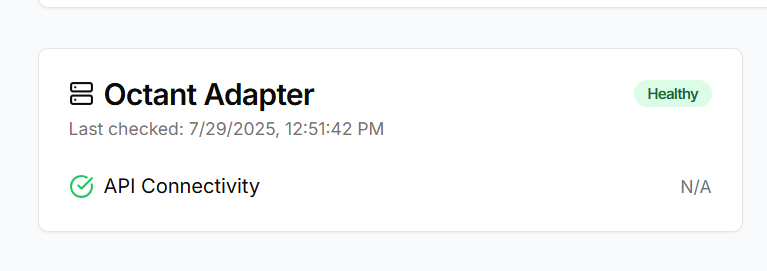 Octant Adapter
Healthy
Last checked: 7/29/2025, 12:51:42 PM
API Connectivity
N/A